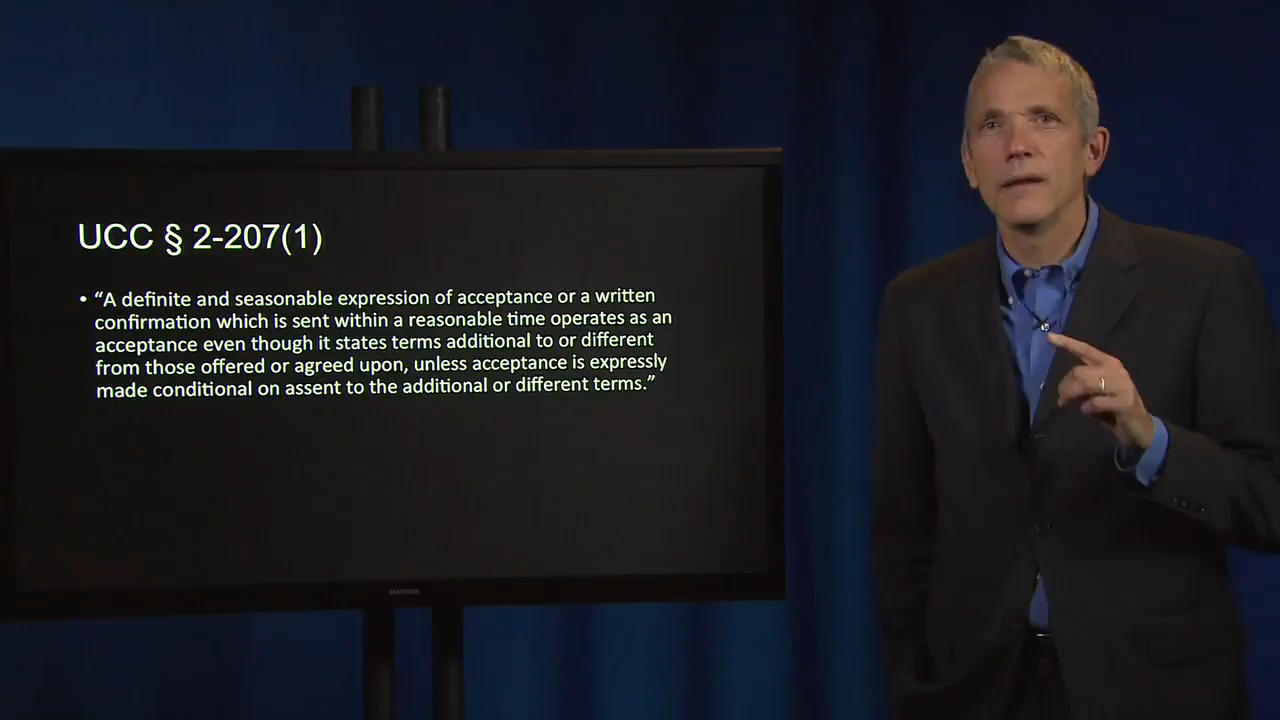 UCC § 2-207(1)
• “A definite and seasonable expression of acceptance or a written
confirmation which is sent within a reasonable time operates as an
acceptance even though it states terms additional to or different
from those offered or agreed upon, unless acceptance is expressly
made conditional on assent to the additional or different terms.”
SAMSUNG